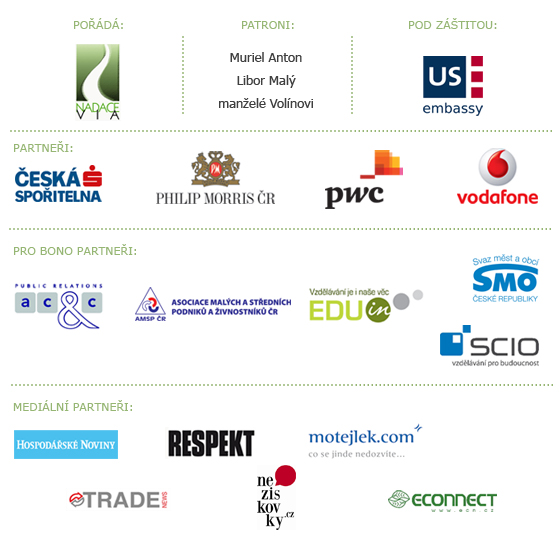 POŘÁDÁ:
PATRONI:
POD ZÁŠTITOU:
NADACE
VIA
Muriel Anton
Libor Malý
manželé Volínovi
US
embassy
PARTNEŘI:
ČESKÁ
SPOŘITELNA
PM
PHILIP MORRIS ČR
pwc
vodafone
PRO BONO PARTNEŘI:
PUBLIC RELATIONS
ac&c
AMSP ČR
ASOCIACE MALÝCH A STŘEDNÍCH
PODNIKŮ A ŽIVNOSTNÍKŮ ČR
Vzdělávání je i naše věc
EDUin
Svaz měst a obcí
SMO
ČESKÉ REPUBLIKY
SCIO
vzdělávání pro budoucnost
MEDIÁLNÍ PARTNEŘI:
HOSPODÁŘSKÉ NOVINY
RESPEKT
motejlek.com
co se jinde nedozvíte...
TRADE NEWS
ne
zis
kov
ky.cz
ECONNECT
www.ecn.cz